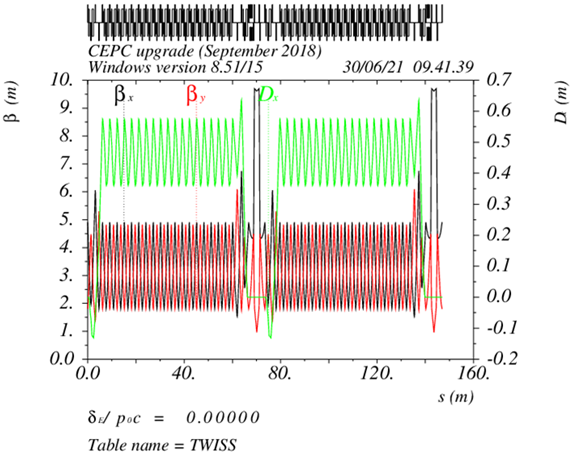 CEPC upgrade (September 2018)
Windows version 8.51/15 30/06/21 09.41.39
10. 0.7
β x β y D x
9. 0.6
8. 0.5
7. 0.4
6. 0.3
5. 0.2
4. 0.1
3. 0.0
2. -0.1
1. -0.2
0.0
β (m)
D (m)
0.0 40. 80. 120. 160.
s (m)
δE/ p0c = 0.00000
Table name = TWISS